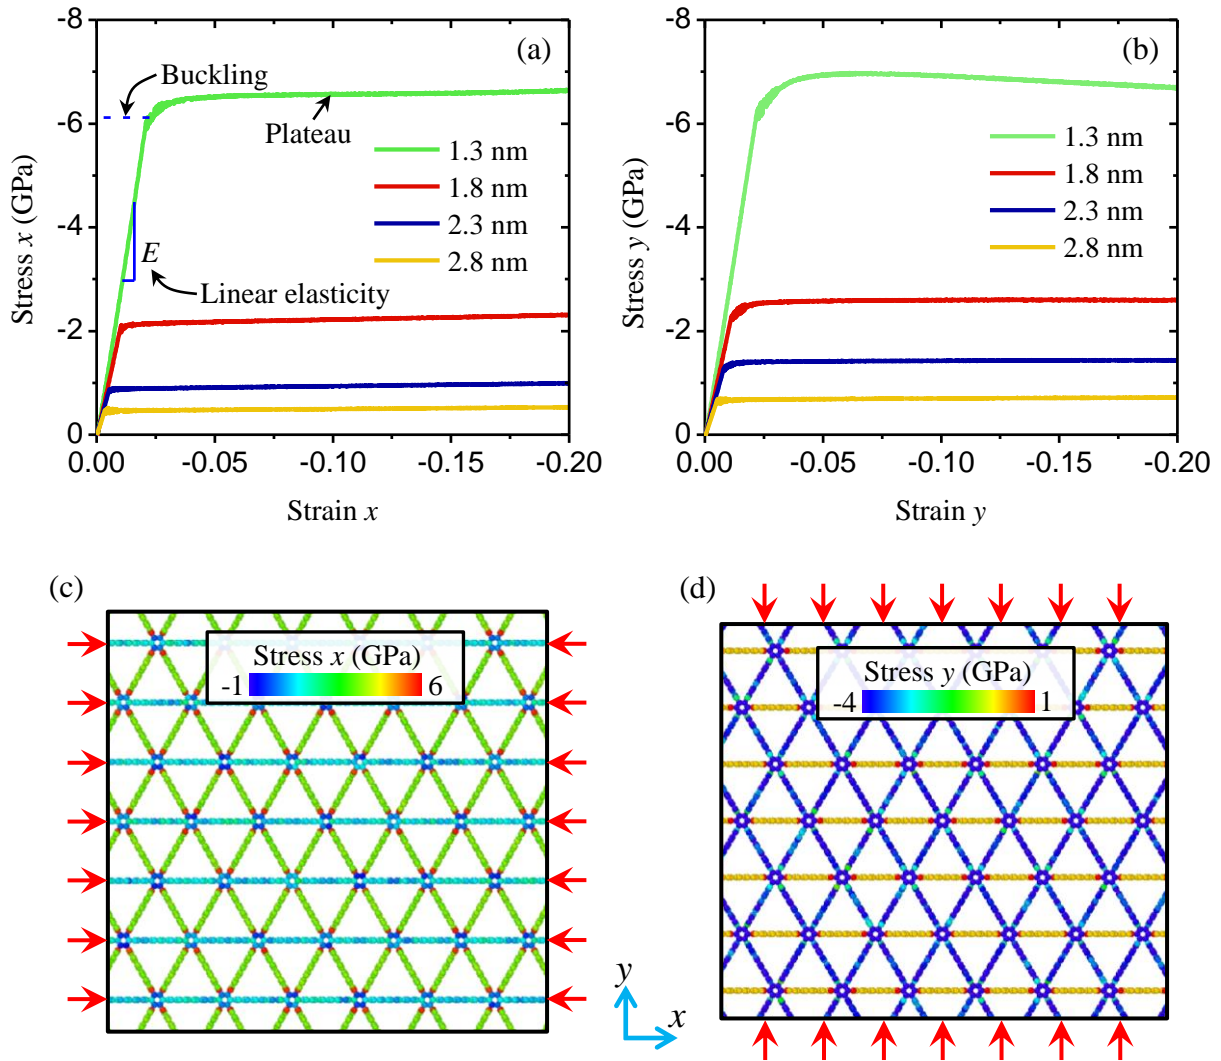 (a)
-8
-6
-4
-2
0
Stress x (GPa)
Buckling
Plateau
1.3 nm
1.8 nm
2.3 nm
2.8 nm
E
Linear elasticity
0.00 -0.05 -0.10 -0.15 -0.20
Strain x
(b)
-8
-6
-4
-2
0
Stress y (GPa)
1.3 nm
1.8 nm
2.3 nm
2.8 nm
0.00 -0.05 -0.10 -0.15 -0.20
Strain y
(c)
Stress x (GPa)
-1 6
(d)
Stress y (GPa)
-4 1
y
x